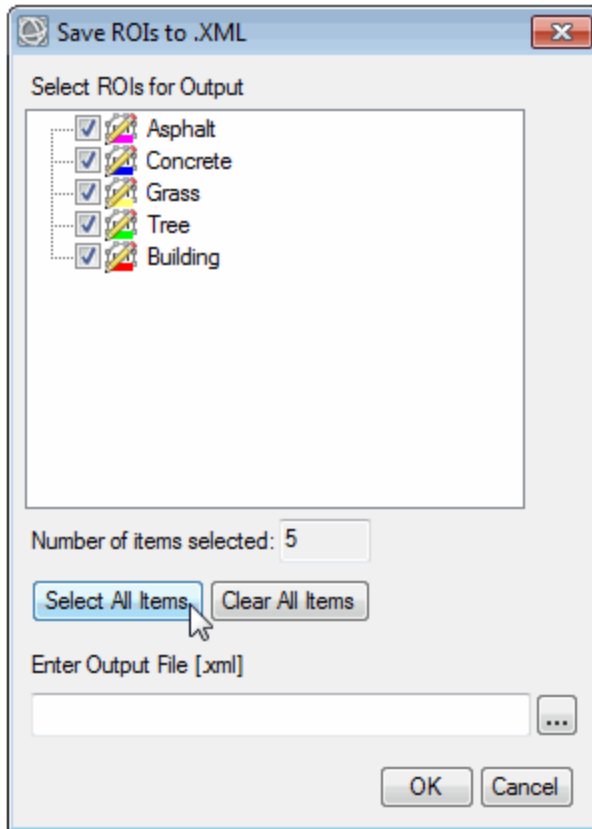 Save ROIs to .XML
Select ROIs for Output
Asphalt
Concrete
Grass
Tree
Building
Number of items selected: 5
Select All Items Clear All Items
Enter Output File [.xml]
...
OK Cancel